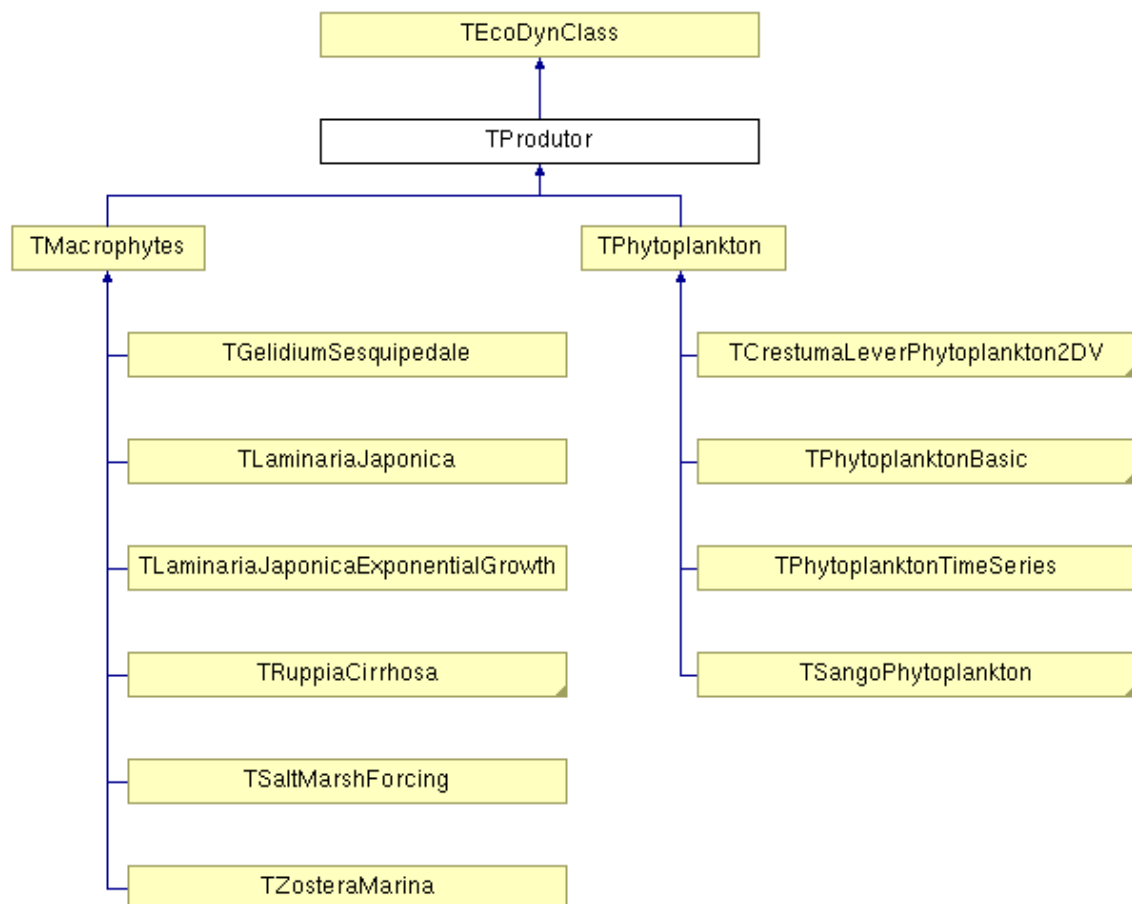 TEcoDynClass
TProdutor
TMacrophytes
TPhytoplankton
TGelidiumSesquipedale
TCrestumaLeverPhytoplankton2DV
TLaminariaJaponica
TPhytoplanktonBasic
TLaminariaJaponicaExponentialGrowth
TPhytoplanktonTimeSeries
TRuppiaCirrhosa
TSangoPhytoplankton
TSaltMarshForcing
TZosteraMarina